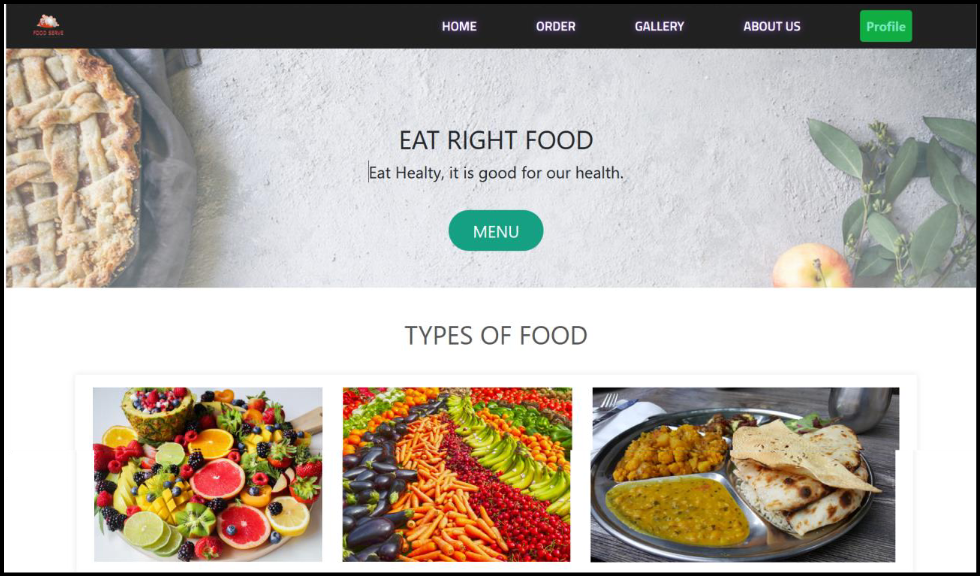 FOOD SERVE
HOME ORDER GALLERY ABOUT US Profile
EAT RIGHT FOOD
Eat Healty, it is good for our health.
MENU
TYPES OF FOOD